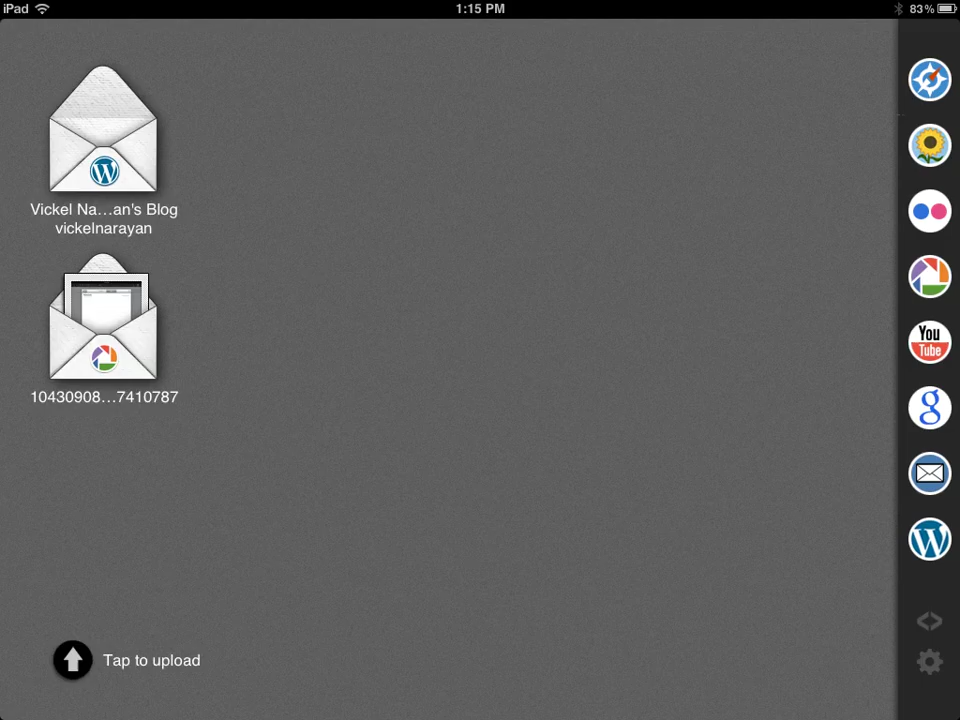 iPad
1:15 PM
83%
Vickel Na...an's Blog
vickelnarayan
10430908...7410787
Tap to upload
You
Tube
g
W
W